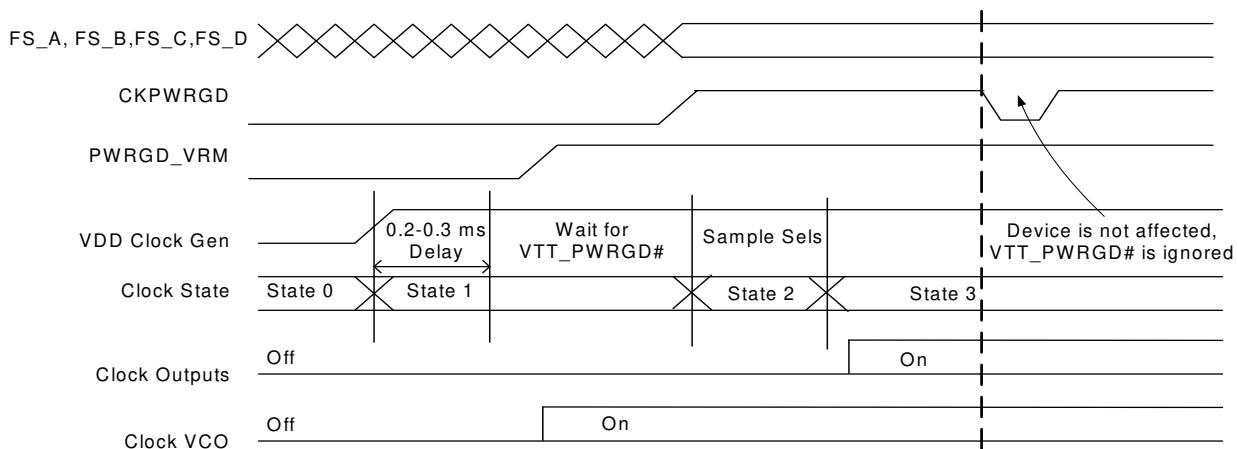 FS_A, FS_B,FS_C,FS_D
CKPWRGD
PWRGD_VRM
VDD Clock Gen
0.2-0.3 ms
Delay
Wait for
VTT_PWRGD#
Sample Sels
Device is not affected,
VTT_PWRGD# is ignored
Clock State
State 0
State 1
State 2
State 3
Clock Outputs
Off
On
Clock VCO
Off
On